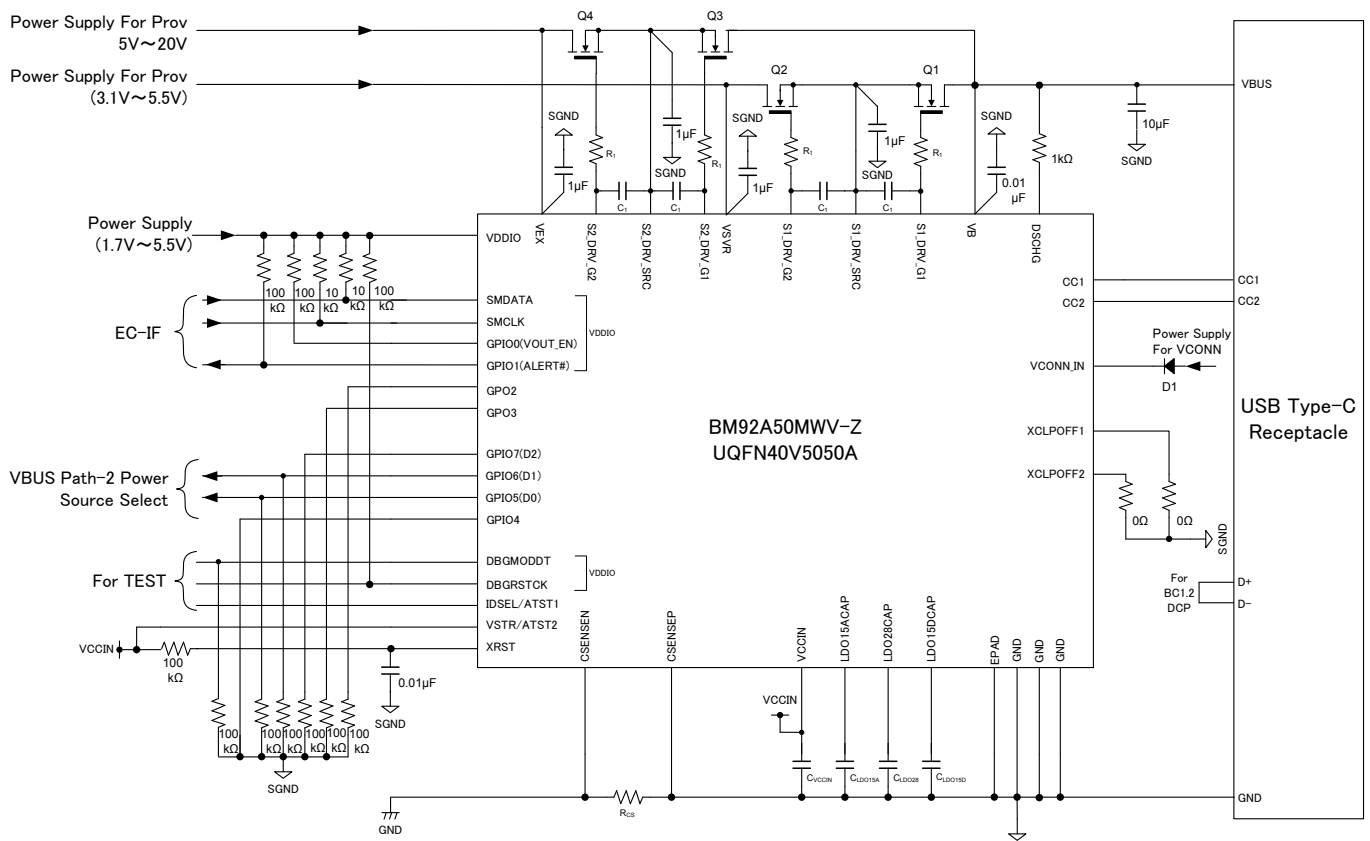 Power Supply For Prov
5V～20V
Power Supply For Prov
(3.1V～5.5V)
Q4
Q3
Q2
Q1
VBUS
SGND
1μF
R1
1μF
SGND
R1
SGND
1μF
R1
1μF
SGND
R1
SGND
0.01
μF
1kΩ
10μF
SGND
C1
C1
C1
C1
Power Supply
(1.7V～5.5V)
VDDIO
VEX
S2_DRV_G2
S2_DRV_SRC
S2_DRV_G1
VSVR
S1_DRV_G2
S1_DRV_SRC
S1_DRV_G1
VB
DSCHG
100
kΩ
100
kΩ
10
kΩ
10
kΩ
100
kΩ
EC-IF
SMDATA
SMCLK
GPIO0(VOUT_EN)
GPIO1(ALERT#)
VDDIO
GPO2
GPO3
GPIO7(D2)
GPIO6(D1)
GPIO5(D0)
GPIO4
VBUS Path-2 Power
Source Select
For TEST
DBGMODDT
DBGRSTCK
VDDIO
IDSEL/ATST1
VSTR/ATST2
XRST
VCCIN
100
kΩ
0.01μF
SGND
100
kΩ
100
kΩ
100
kΩ
100
kΩ
100
kΩ
100
kΩ
SGND
BM92A50MWV-Z
UQFN40V5050A
CC1
CC2
CC1
CC2
Power Supply
For VCONN
VCONN_IN
D1
USB Type-C
Receptacle
XCLPOFF1
XCLPOFF2
0Ω
0Ω
SGND
For
BC1.2
DCP
D+
D-
CSENSEN
CSENSEP
VCCIN
LDO15ACAP
LDO28CAP
LDO15DCAP
EPAD
GND
GND
GND
VCCIN
CVCCIN
CLDO15A
CLDO28
CLDO15D
GND
RCS
GND